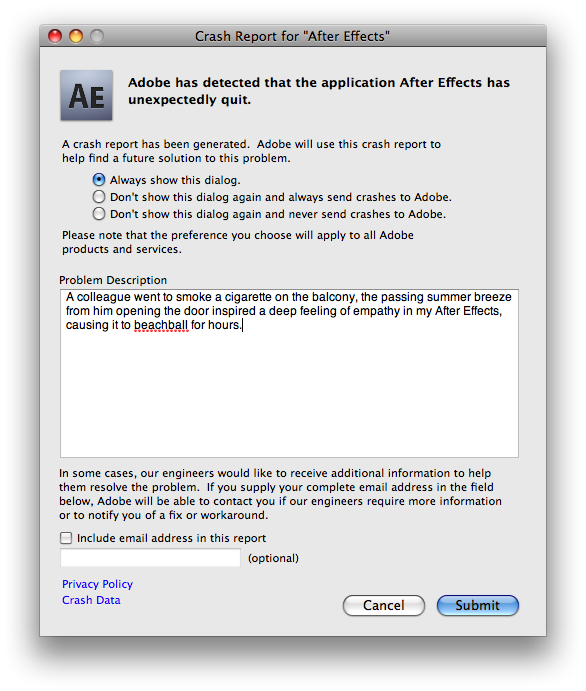 Crash Report for "After Effects"
AE
Adobe has detected that the application After Effects has
unexpectedly quit.
A crash report has been generated.  Adobe will use this crash report to
help find a future solution to this problem.
Always show this dialog.
Don't show this dialog again and always send crashes to Adobe.
Don't show this dialog again and never send crashes to Adobe.
Please note that the preference you choose will apply to all Adobe
products and services.
Problem Description
A colleague went to smoke a cigarette on the balcony, the passing summer breeze
from him opening the door inspired a deep feeling of empathy in my After Effects,
causing it to beachball for hours.
In some cases, our engineers would like to receive additional information to help
them resolve the problem.  If you supply your complete email address in the field
below, Adobe will be able to contact you if our engineers require more information
or to notify you of a fix or workaround.
Include email address in this report
(optional)
Privacy Policy
Crash Data
Cancel
Submit